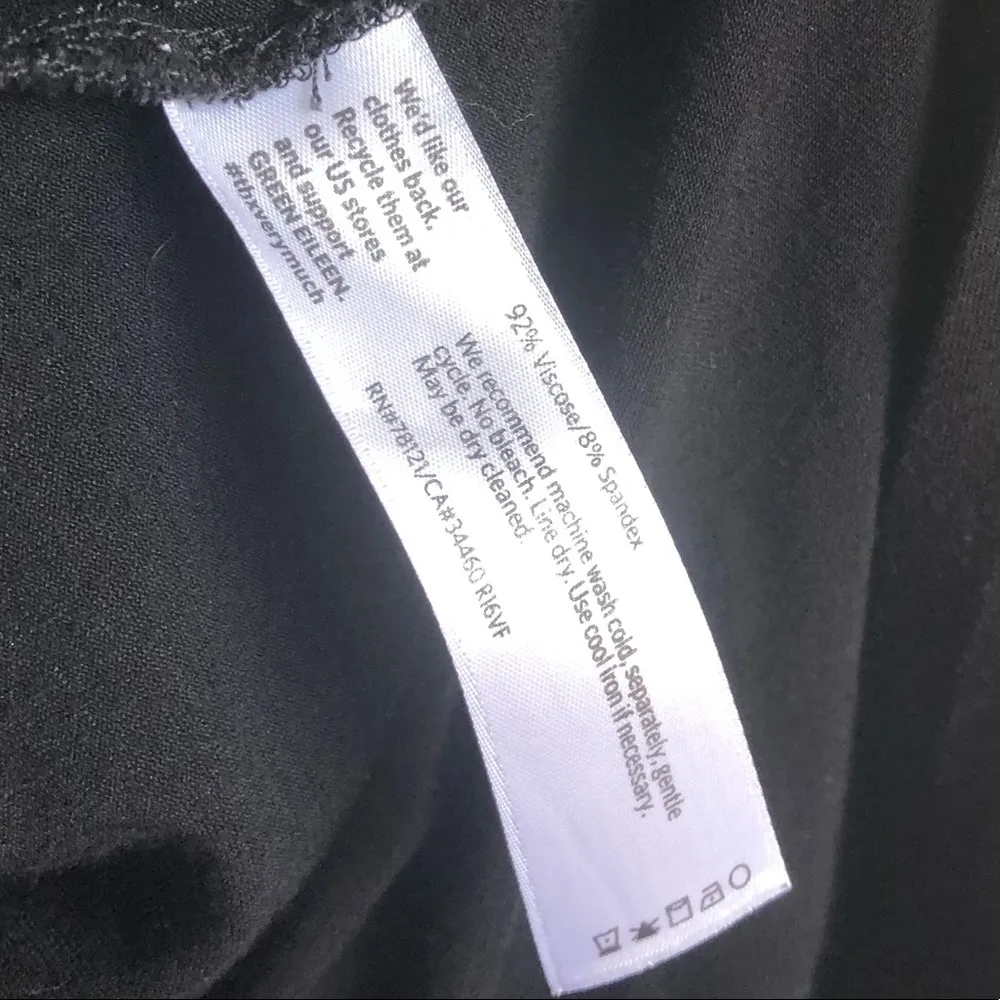 We'd like our
clothes back.
Recycle them at
our US stores
and support
GREEN EILEEN.
#thxverymuch
92% Viscose/8% Spandex
We recommend machine wash cold, separately, gentle
cycle. No bleach. Line dry. Use cool iron if necessary.
May be dry cleaned.
RN#78121/CA#34460 R16VF